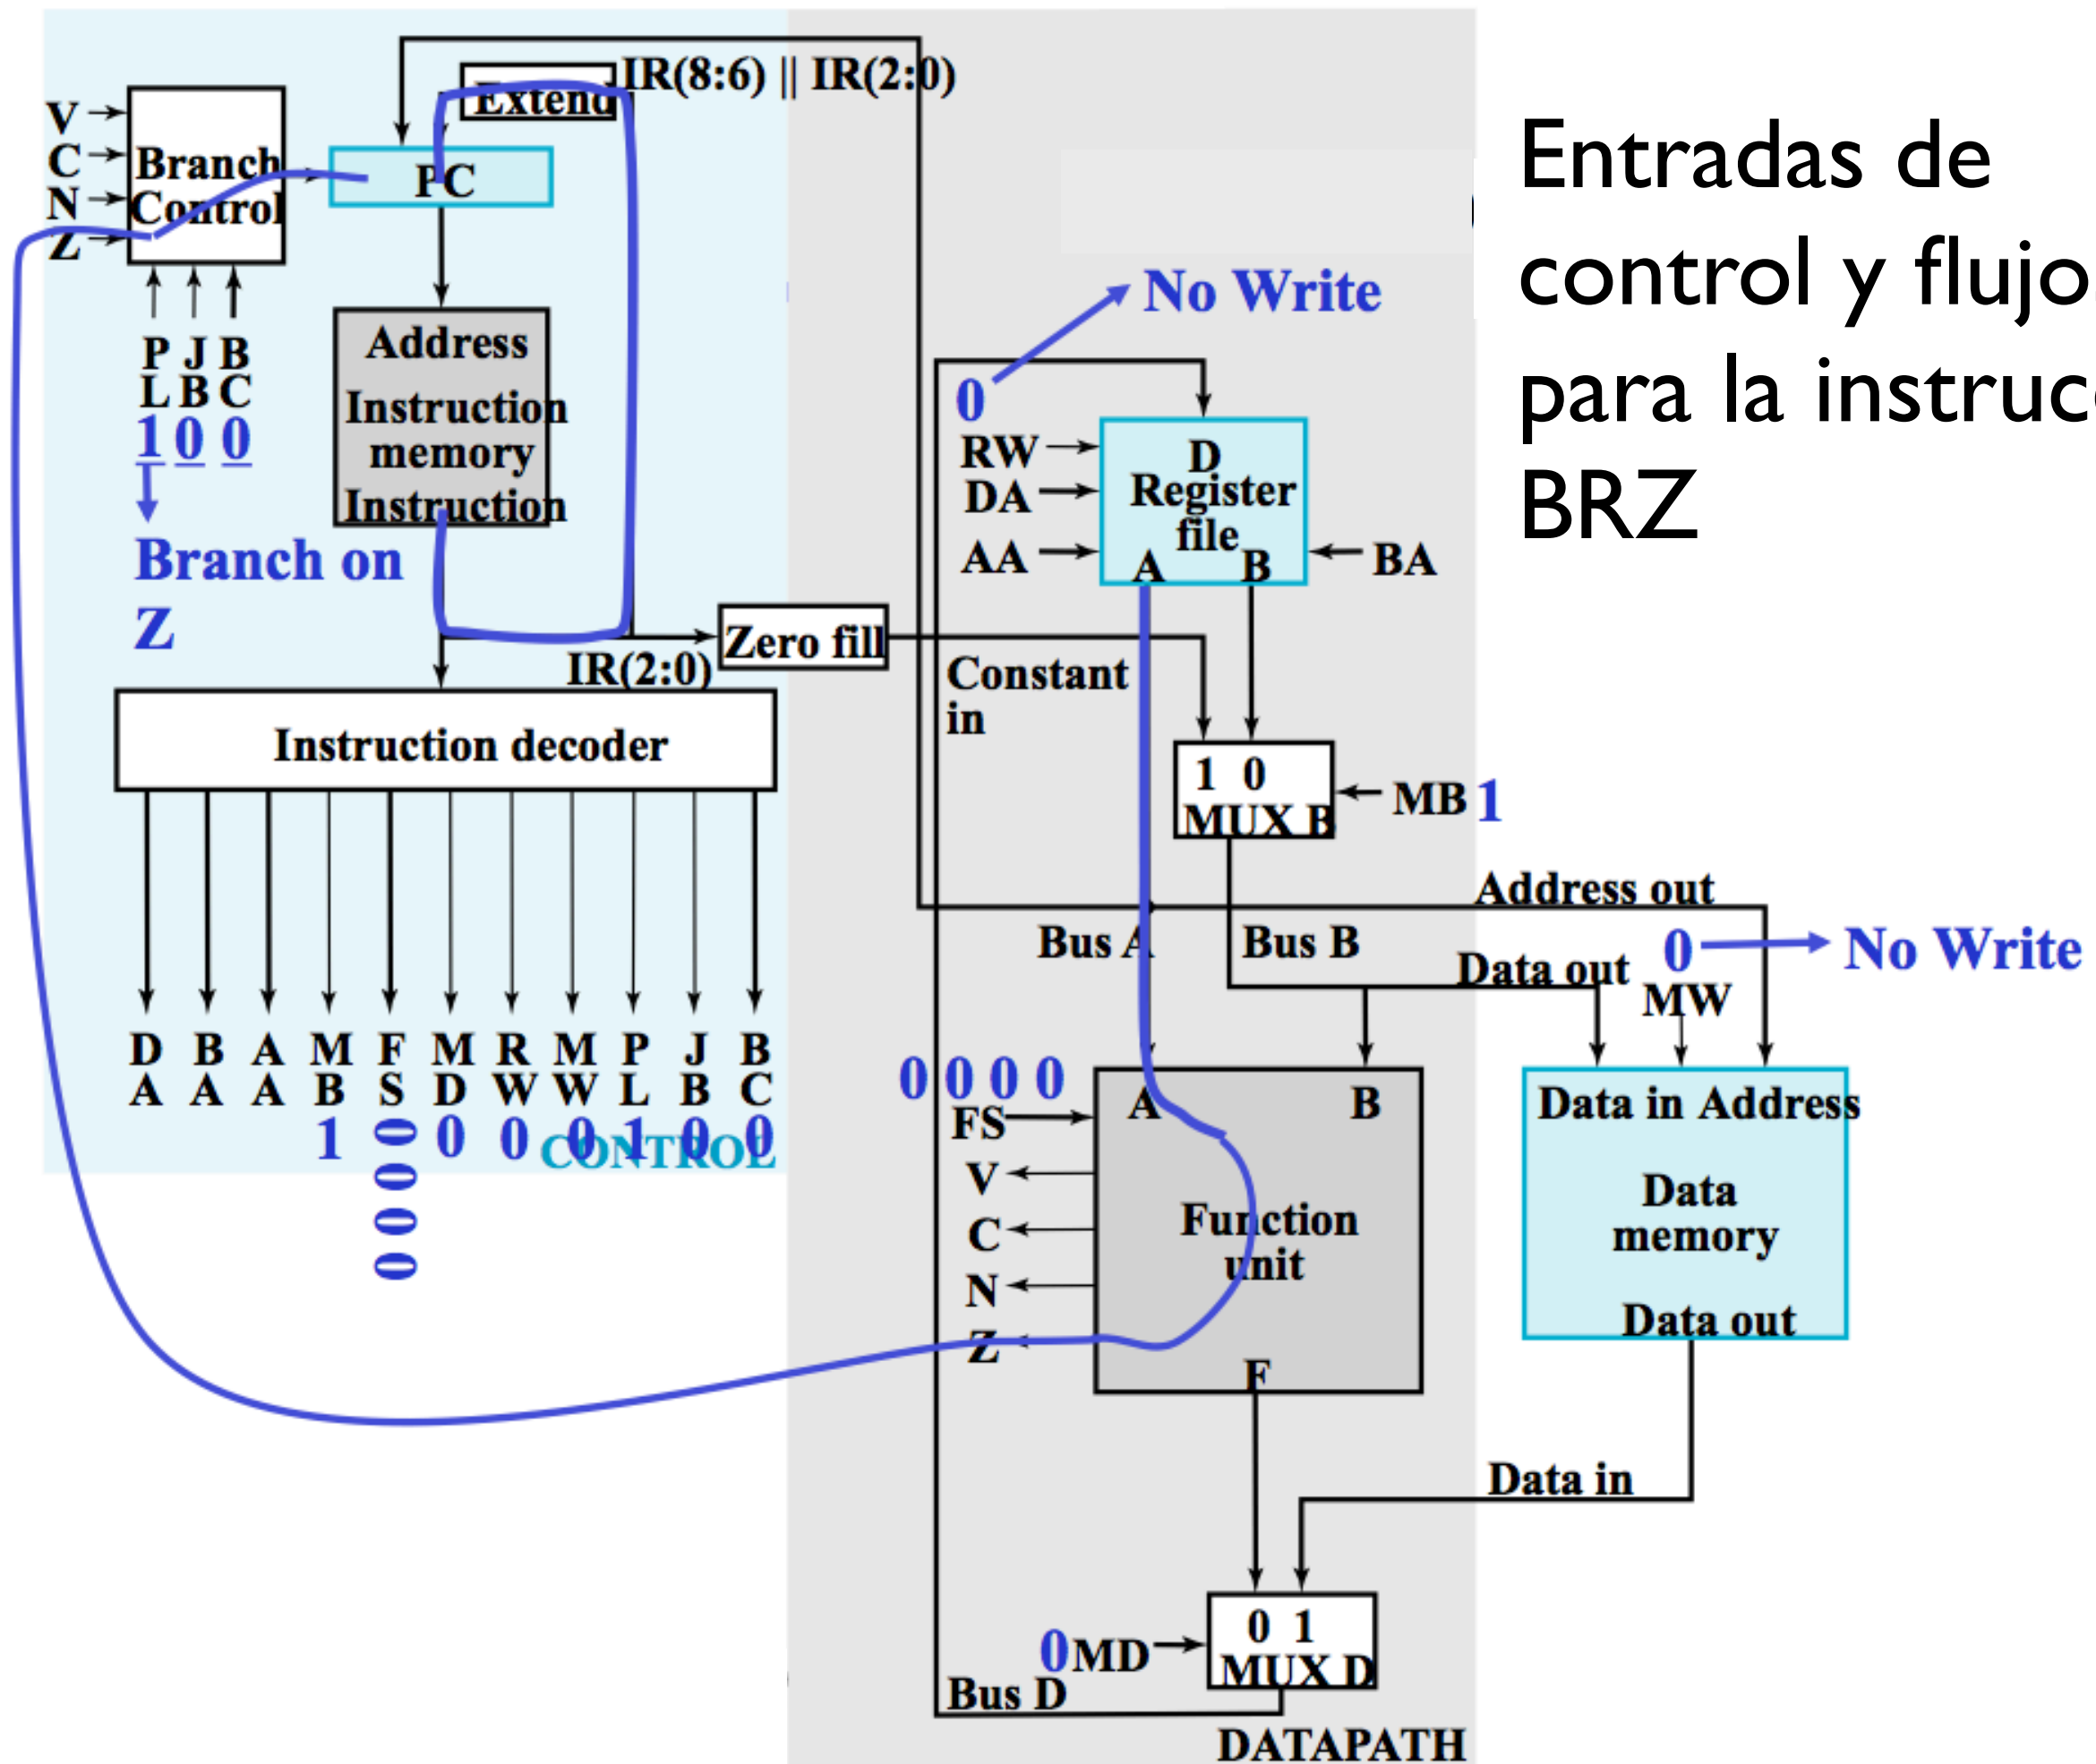 IR(8:6) || IR(2:0)
Extend
V
C
N
Z
Branch
Control
PC
P J B
L B C
1 0 0
Branch on
Z
Address
Instruction
memory
Instruction
IR(2:0)
Zero fill
Instruction decoder
D B A M F M R M P J B
A A A B S D W W L B C
1 0 0 0 0 1 0 0
0
0
0
CONTROL
Entradas de
control y flujo
para la instruc
BRZ
No Write
0
RW
DA
AA
D
Register
file
A B
BA
Constant
in
1 0
MUX B
MB 1
Address out
Bus A
Bus B
Data out
0
No Write
MW
0 0 0 0
FS
V
C
N
Z
A B
Function
unit
F
Data in Address
Data
memory
Data out
Data in
0 MD
0 1
MUX D
Bus D
DATAPATH